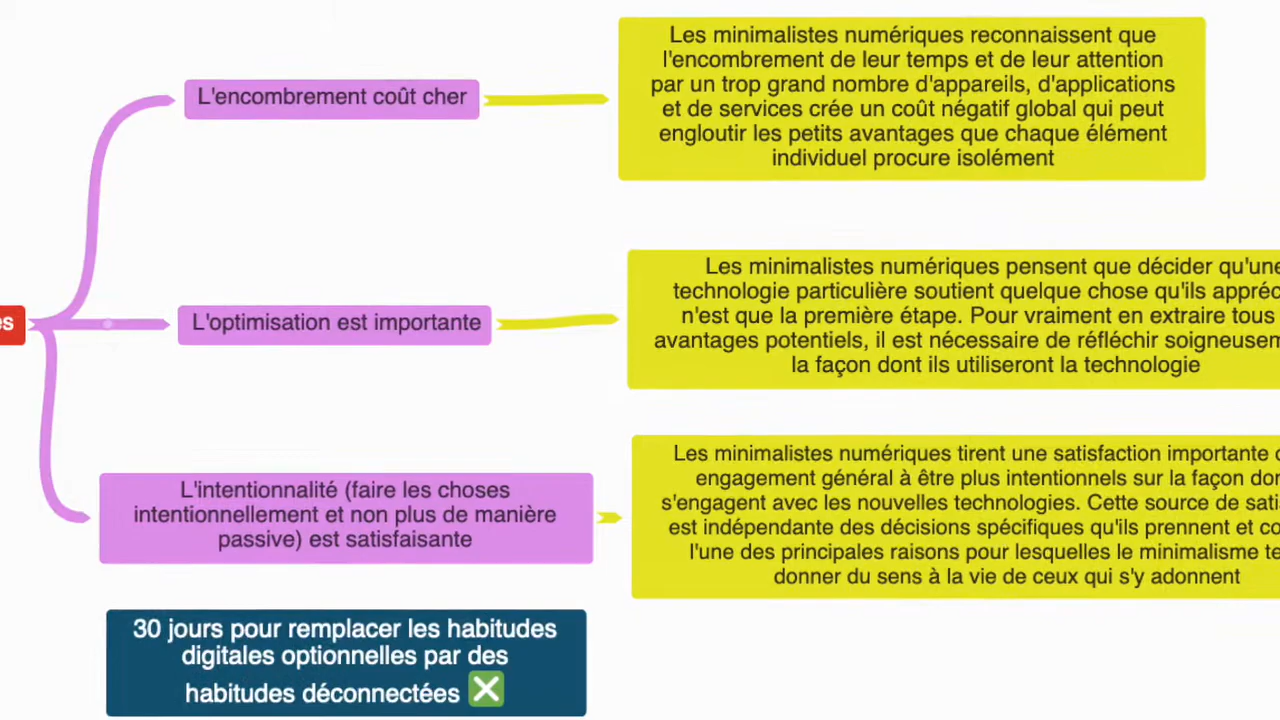 L'encombrement coût cher
Les minimalistes numériques reconnaissent que
l'encombrement de leur temps et de leur attention
par un trop grand nombre d'appareils, d'applications
et de services crée un coût négatif global qui peut
engloutir les petits avantages que chaque élément
individuel procure isolément
es
L'optimisation est importante
Les minimalistes numériques pensent que décider qu'une
technologie particulière soutient quelque chose qu'ils appréc
n'est que la première étape. Pour vraiment en extraire tous
avantages potentiels, il est nécessaire de réfléchir soigneusem
la façon dont ils utiliseront la technologie
L'intentionnalité (faire les choses
intentionnellement et non plus de manière
passive) est satisfaisante
Les minimalistes numériques tirent une satisfaction importante
engagement général à être plus intentionnels sur la façon don
s'engagent avec les nouvelles technologies. Cette source de sati
est indépendante des décisions spécifiques qu'ils prennent et co
l'une des principales raisons pour lesquelles le minimalisme te
donner du sens à la vie de ceux qui s'y adonnent
30 jours pour remplacer les habitudes
digitales optionnelles par des
habitudes déconnectées ❎